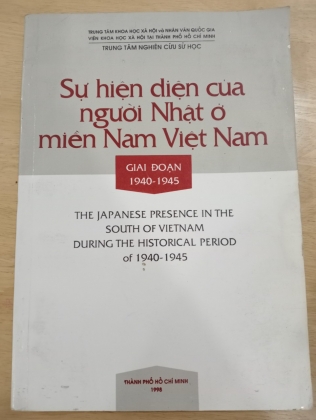 TRUNG TÂM KHOA HỌC XÃ HỘI và NHÂN VĂN QUỐC GIA
VIỆN KHOA HỌC XÃ HỘI TẠI THÀNH PHỐ HỒ CHÍ MINH
TRUNG TÂM NGHIÊN CỨU SỬ HỌC
Sự hiện diện của
người Nhật ở
miền Nam Việt Nam
GIAI ĐOẠN
1940-1945
THE JAPANESE PRESENCE IN THE
SOUTH OF VIETNAM
DURING THE HISTORICAL PERIOD
of 1940-1945
THÀNH PHỐ HỒ CHÍ MINH
1998